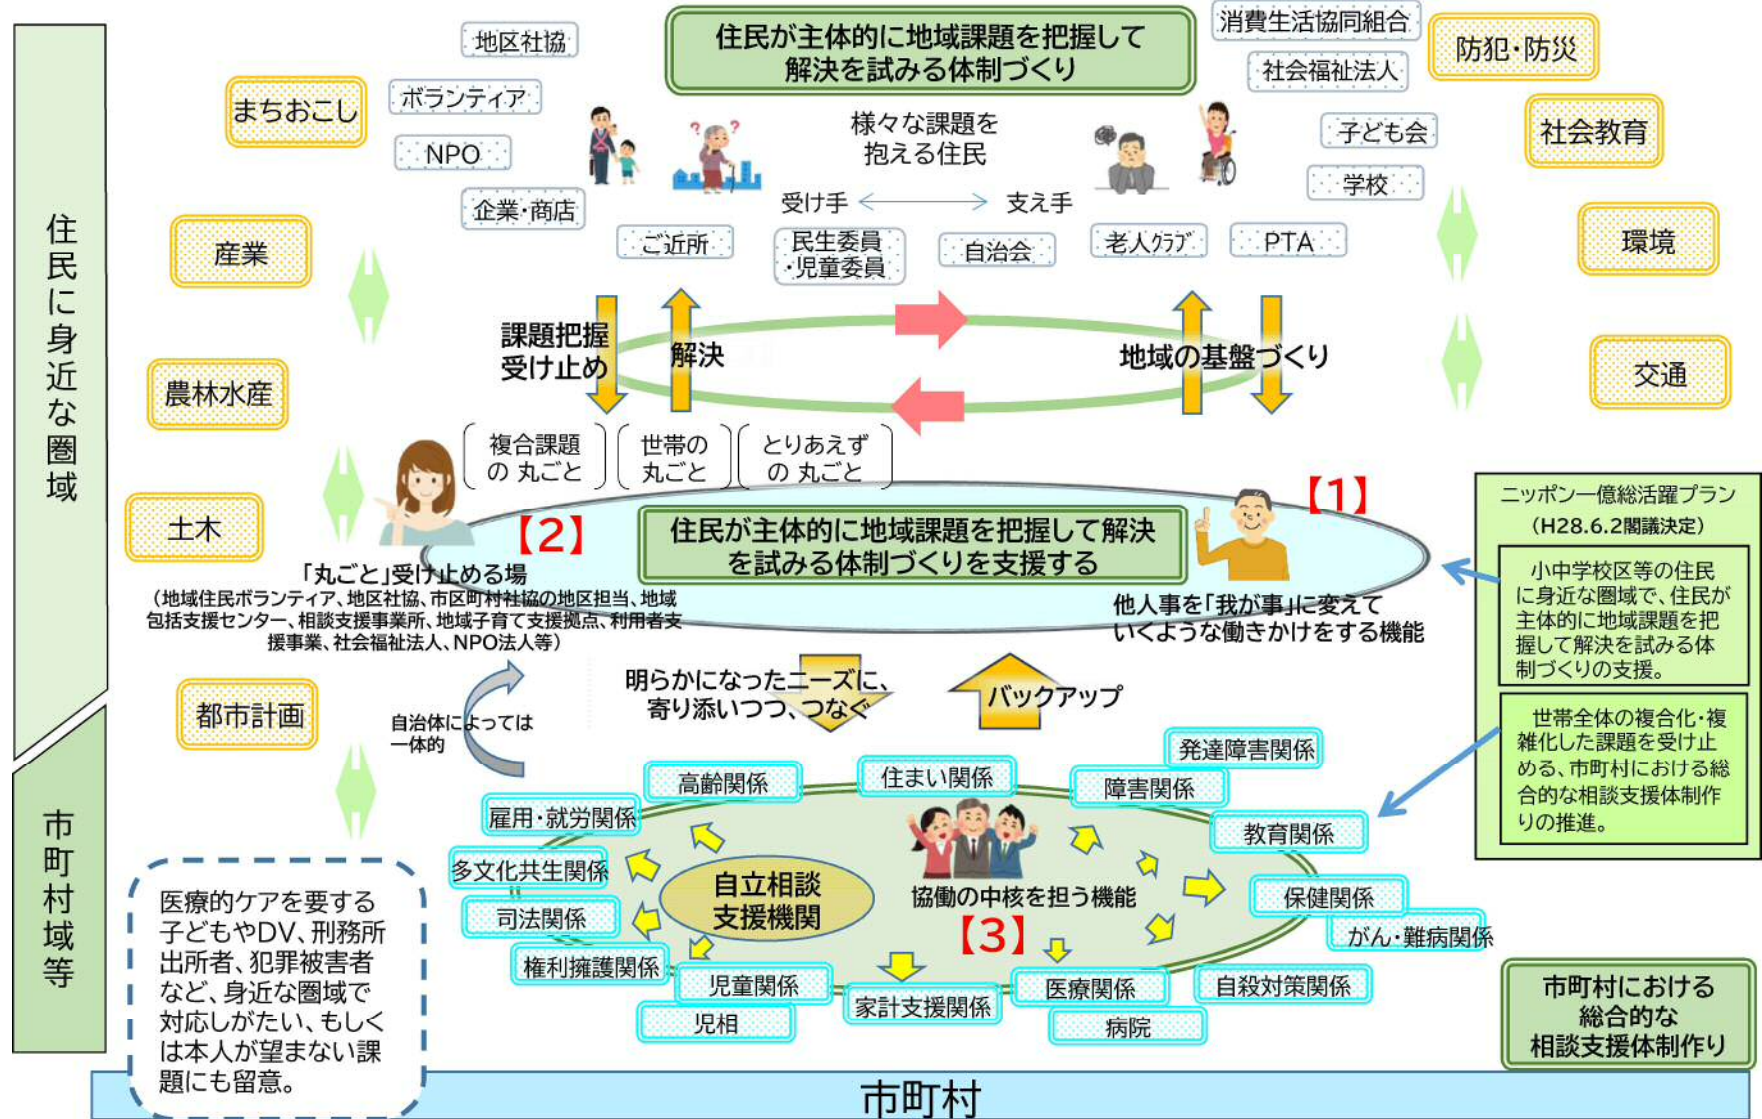 住民が主体的に地域課題を把握して
解決を試みる体制づくり
消費生活協同組合
防犯・防災
地区社協
社会福祉法人
まちおこし
ボランティア
様々な課題を
抱える住民
子ども会
社会教育
NPO
? ?
学校
企業・商店
受け手
支え手
産業
ご近所
民生委員
・児童委員
自治会
老人クラブ
PTA
環境
住民に身近な圏域
課題把握
受け止め
解決
地域の基盤づくり
交通
農林水産
複合課題
の 丸ごと
世帯の
丸ごと
とりあえず
の 丸ごと
土木
【2】
住民が主体的に地域課題を把握して解決
を試みる体制づくりを支援する
【1】
ニッポン一億総活躍プラン
(H28.6.2閣議決定)
小中学校区等の住民
に身近な圏域で、住民が
主体的に地域課題を把
握して解決を試みる体
制づくりの支援。
「丸ごと」受け止める場
(地域住民ボランティア、地区社協、市区町村社協の地区担当、地域
包括支援センター、相談支援事業所、地域子育て支援拠点、利用者支
援事業、社会福祉法人、NPO法人等)
他人事を「我が事」に変えて
いくような働きかけをする機能
都市計画
自治体によっては
一体的
明らかになったニーズに、
寄り添いつつ、つなぐ
バックアップ
世帯全体の複合化・複
雑化した課題を受け止
める、市町村における総
合的な相談支援体制作
りの推進。
市町村域等
発達障害関係
高齢関係
住まい関係
障害関係
雇用・就労関係
教育関係
多文化共生関係
自立相談
支援機関
協働の中核を担う機能
【3】
保健関係
司法関係
がん・難病関係
権利擁護関係
児童関係
児相
家計支援関係
医療関係
病院
自殺対策関係
医療的ケアを要する
子どもやDV、刑務所
出所者、犯罪被害者
など、身近な圏域で
対応しがたい、もしく
は本人が望まない課
題にも留意。
市町村における
総合的な
相談支援体制作り
市町村